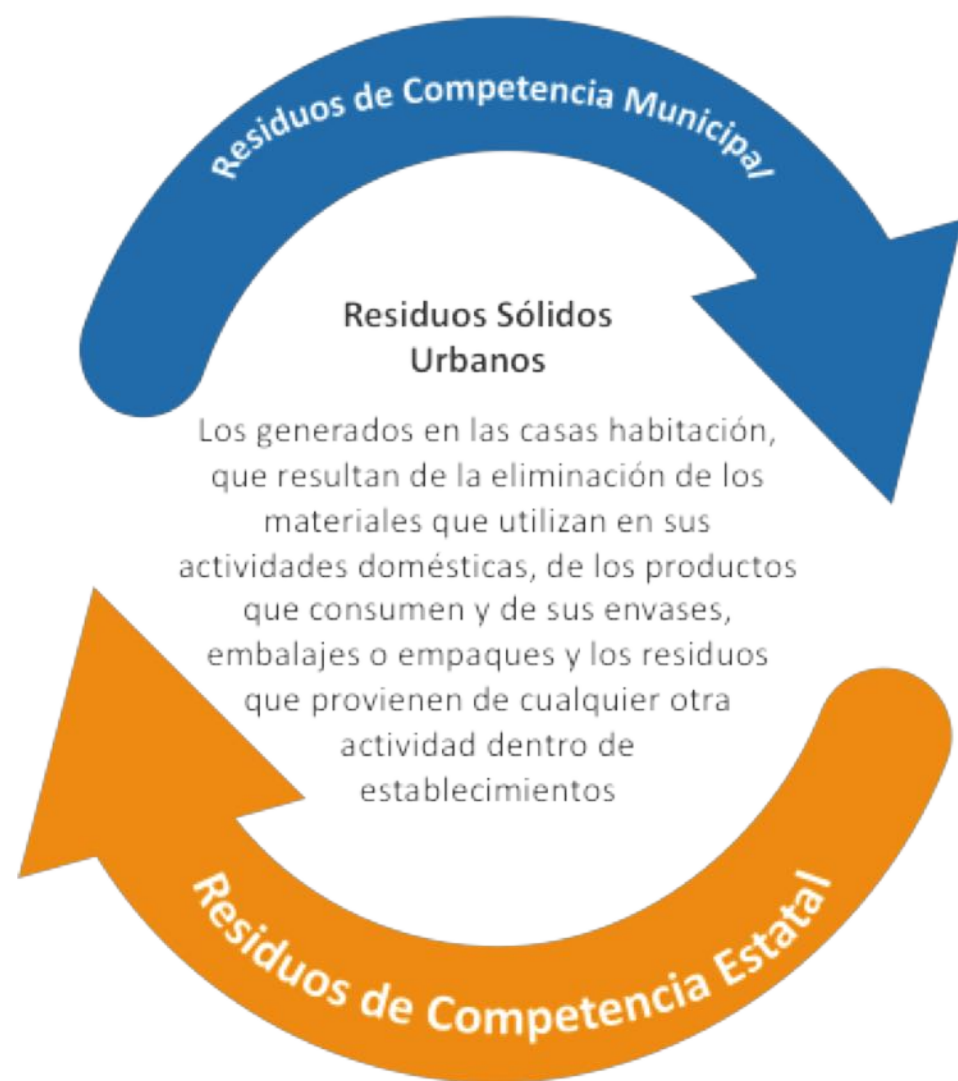 Residuos de Competencia Municipal
Residuos Sólidos
Urbanos
Los generados en las casas habitación,
que resultan de la eliminación de los
materiales que utilizan en sus
actividades domésticas, de los productos
que consumen y de sus envases,
embalajes o empaques y los residuos
que provienen de cualquier otra
actividad dentro de
establecimientos
Residuos de Competencia Estatal